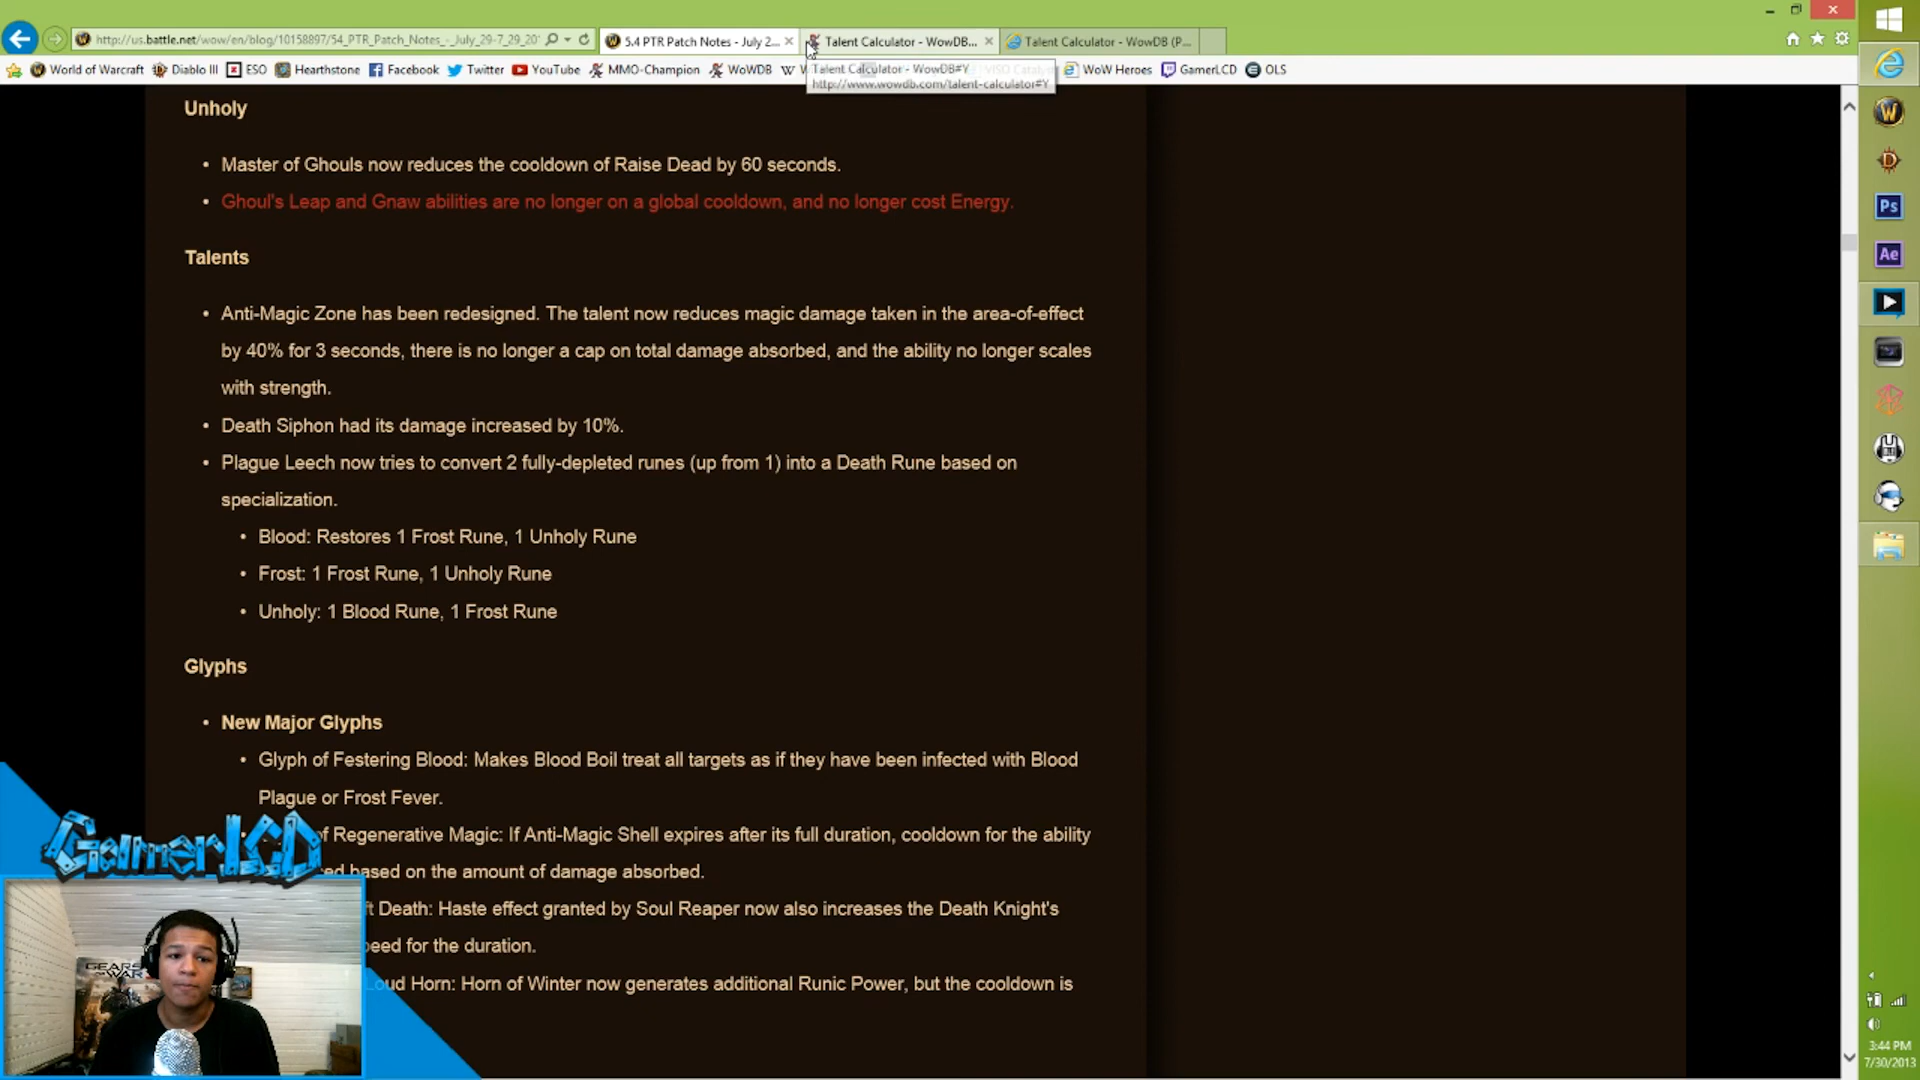 http://us.battle.net/wow/en/blog/10158897/54_PTR_Patch_Notes_-_July_29-7_29_20
5.4 PTR Patch Notes - July 2...
Talent Calculator - WowDB...
Talent Calculator - WowDB (P...
World of Warcraft
Diablo III
ESO
Hearthstone
Facebook
Twitter
YouTube
MMO-Champion
WoWDB
WoW Heroes
GamerLCD
OLS
Talent Calculator - WowDB#Y
http://www.wowdb.com/talent-calculator#Y
Unholy
• Master of Ghouls now reduces the cooldown of Raise Dead by 60 seconds.
• Ghoul's Leap and Gnaw abilities are no longer on a global cooldown, and no longer cost Energy.
Talents
• Anti-Magic Zone has been redesigned. The talent now reduces magic damage taken in the area-of-effect
by 40% for 3 seconds, there is no longer a cap on total damage absorbed, and the ability no longer scales
with strength.
• Death Siphon had its damage increased by 10%.
• Plague Leech now tries to convert 2 fully-depleted runes (up from 1) into a Death Rune based on
specialization.
• Blood: Restores 1 Frost Rune, 1 Unholy Rune
• Frost: 1 Frost Rune, 1 Unholy Rune
• Unholy: 1 Blood Rune, 1 Frost Rune
Glyphs
• New Major Glyphs
• Glyph of Festering Blood: Makes Blood Boil treat all targets as if they have been infected with Blood
Plague or Frost Fever.
of Regenerative Magic: If Anti-Magic Shell expires after its full duration, cooldown for the ability
based on the amount of damage absorbed.
Death: Haste effect granted by Soul Reaper now also increases the Death Knight's
for the duration.
Loud Horn: Horn of Winter now generates additional Runic Power, but the cooldown is
GamerLCD
GEARS
OF WAR
Ps
Ae
3:44 PM
7/30/2013